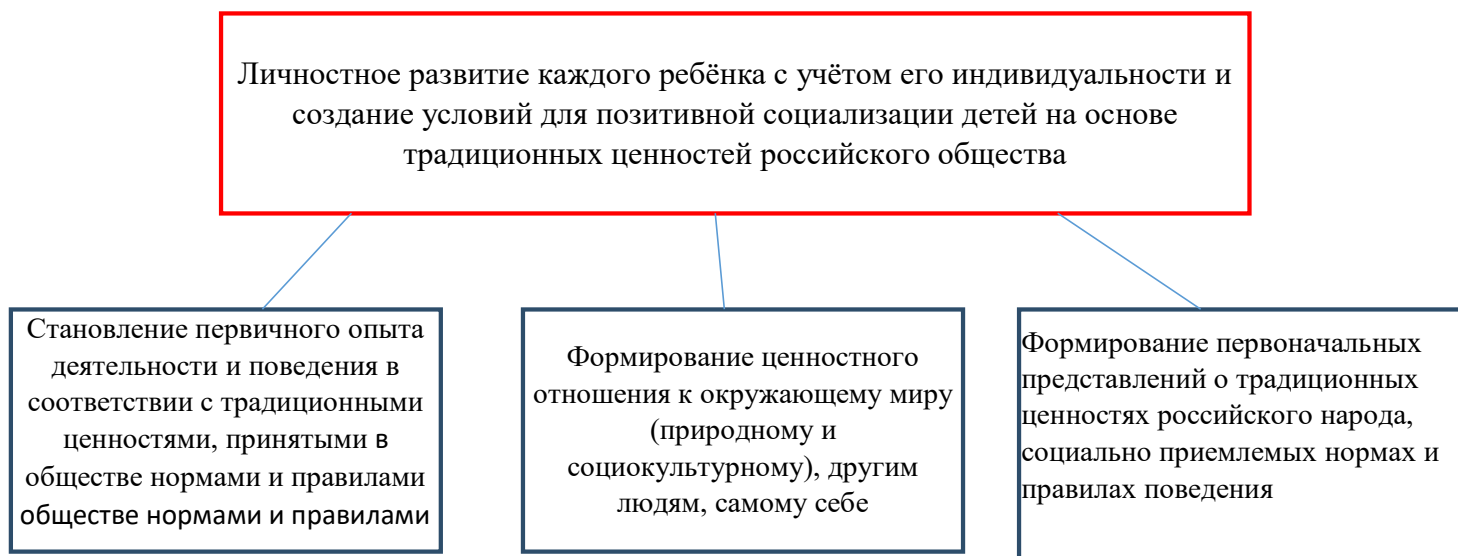 Личностное развитие каждого ребёнка с учётом его индивидуальности и
создание условий для позитивной социализации детей на основе
традиционных ценностей российского общества
Становление первичного опыта
деятельности и поведения в
соответствии с традиционными
ценностями, принятыми в
обществе нормами и правилами
обществе нормами и правилами
Формирование ценностного
отношения к окружающему миру
(природному и
социокультурному), другим
людям, самому себе
Формирование первоначальных
представлений о традиционных
ценностях российского народа,
социально приемлемых нормах и
правилах поведения